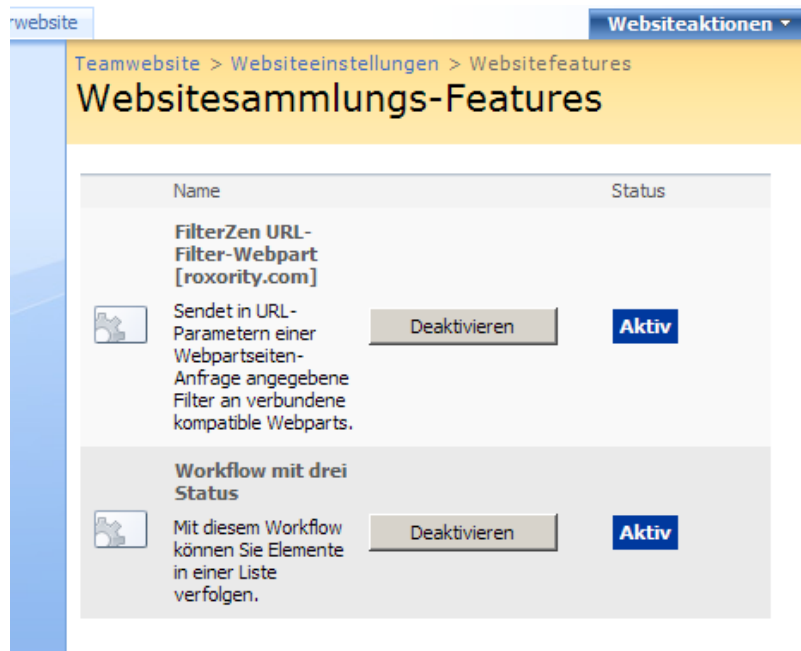 rwebsite
Websiteaktionen
Teamwebsite > Websiteeinstellungen > Websitefeatures
Websitesammlungs-Features
Name Status
FilterZen URL-
Filter-Webpart
[roxority.com]
Sendet in URL-
Parametern einer
Webpartseiten-
Anfrage angegebene
Filter an verbundene
kompatible Webparts.
Deaktivieren
Aktiv
Workflow mit drei
Status
Mit diesem Workflow
können Sie Elemente
in einer Liste
verfolgen.
Deaktivieren
Aktiv